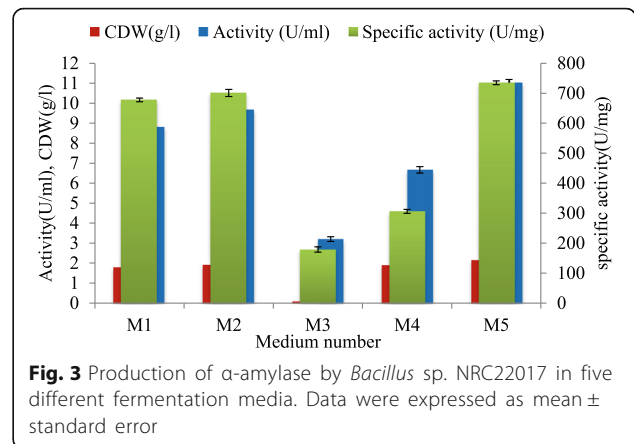 CDW(g/l) Activity (U/ml) Specific activity (U/mg)
12 800
11
10 700
9 600
8
7 500
6 400
5
4 300
3 200
2
1 100
0 0
Activity(U/ml), CDW(g/l)
specific activity(U/mg)
M1 M2 M3 M4 M5
Medium number
Fig. 3 Production of α-amylase by Bacillus sp. NRC22017 in five
different fermentation media. Data were expressed as mean ±
standard error